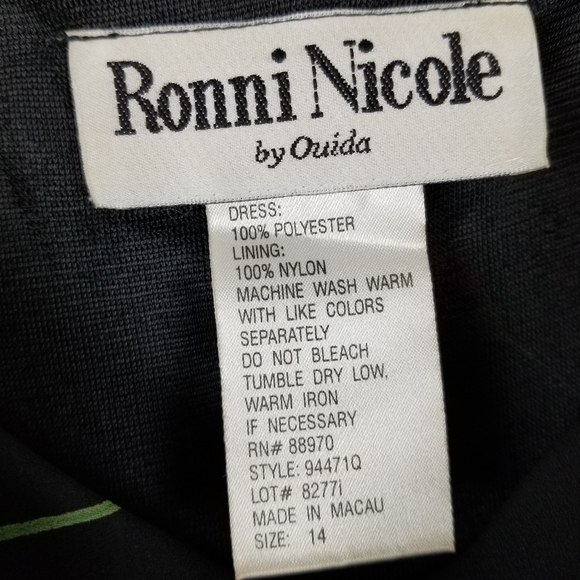 Ronni Nicole
by Ouida
DRESS:
100% POLYESTER
LINING:
100% NYLON
MACHINE WASH WARM
WITH LIKE COLORS
SEPARATELY
DO NOT BLEACH
TUMBLE DRY LOW,
WARM IRON
IF NECESSARY
RN# 88970
STYLE: 94471Q
LOT# 8277i
MADE IN MACAU
SIZE: 14